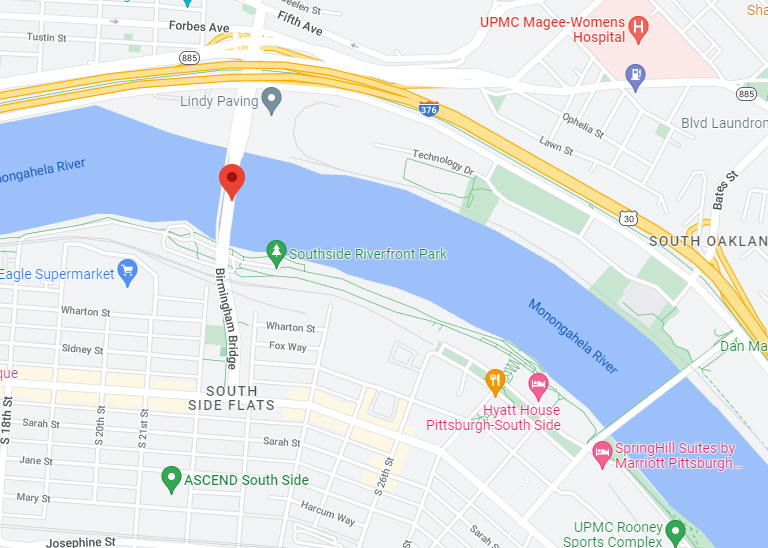 Beelen St
Fifth Ave
Forbes Ave
Tustin St
UPMC Magee-Womens
Hospital
Sha
885
Lindy Paving
376
885
Ophelia St
Blvd Laundron
Lawn St
Technology Dr
ongahela River
Bates St
30
SOUTH OAKLAN
Southside Riverfront Park
Eagle Supermarket
Birmingham Bridge
Wharton St
Wharton St
Monongahela River
Sidney St
Fox Way
Dan Ma
que
SOUTH
SIDE FLATS
Hyatt House
Pittsburgh-South Side
S 18th St
S 20th St
S 21st St
Sarah St
Sarah St
SpringHill Suites by
Marriott Pittsburgh...
Jane St
S 26th St
ASCEND South Side
Mary St
Harcum Way
Sarah St
UPMC Rooney
Sports Complex
Josephine St